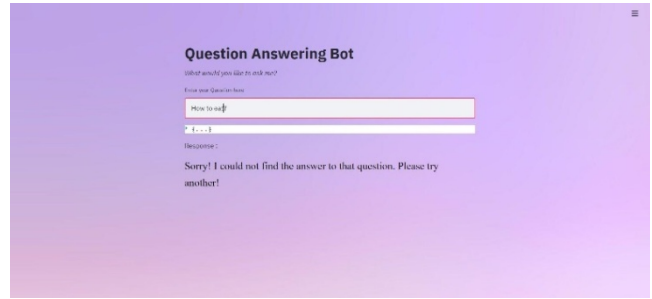 Question Answering Bot
What would you like to ask me?
Enter your Question here
How to eat?
{...}
Response :
Sorry! I could not find the answer to that question. Please try
another!